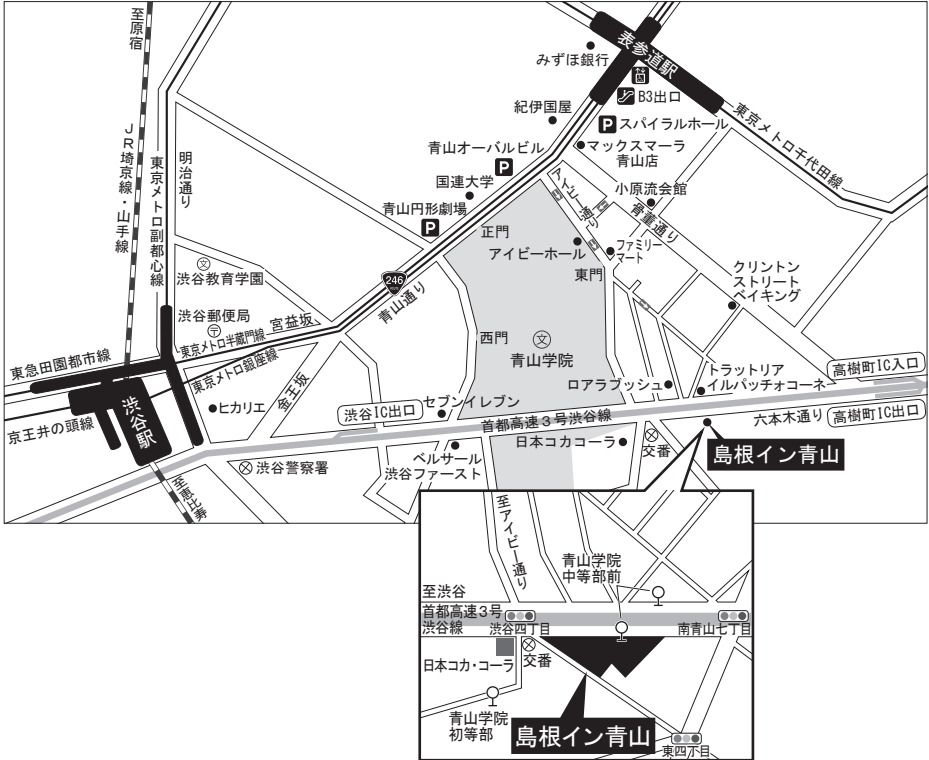 至原宿
JR埼京線・山手線
東京メトロ副都心線
明治通り
みずほ銀行
表参道駅
B3出口
紀伊国屋
P
スパイラルホール
東京メトロ千代田線
青山オーバルビル
P
マックスマーラ
青山店
国連大学
アイビー通り
小原流会館
青山円形劇場
P
骨董通り
正門
アイビーホール
ファミリー
マート
東門
クリントン
ストリート
ベイキング
文
渋谷教育学園
246
青山通り
渋谷郵便局
宮益坂
東京メトロ半蔵門線
西門
文
青山学院
東急田園都市線
東京メトロ銀座線
トラットリア
イルパッチォコーネ
高樹町IC入口
ロアラブッシュ
金王坂
渋谷駅
ヒカリエ
渋谷IC出口
セブンイレブン
首都高速3号渋谷線
六本木通り
高樹町IC出口
京王井の頭線
日本コカコーラ
交番
島根イン青山
渋谷警察署
ベルサール
渋谷ファースト
至恵比寿
至アイビー通り
青山学院
中等部前
至渋谷
首都高速3号
渋谷線
渋谷四丁目
南青山七丁目
交番
日本コカ・コーラ
青山学院
初等部
島根イン青山
東四丁目